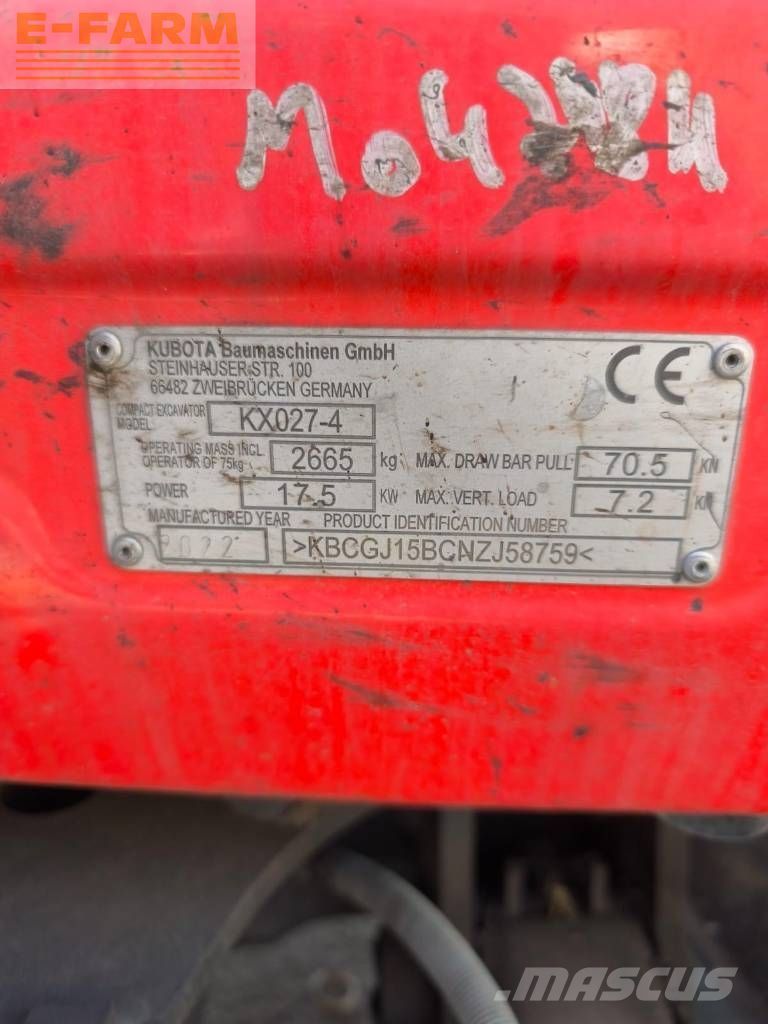 E-FARM
KUBOTA Baumaschinen GmbH
STEINHAUSER STR. 100
66482 ZWEIBRÜCKEN GERMANY
COMPACT EXCAVATOR
MODEL KX027-4
OPERATING MASS INCL
OPERATOR OF 75kg 2665 kg MAX. DRAW BAR PULL 70.5 KN
POWER 17.5 KW MAX. VERT. LOAD 7.2 KN
MANUFACTURED YEAR PRODUCT IDENTIFICATION NUMBER
2022 >KBCGJ15BCNZJ58759<
CE
MASCUS